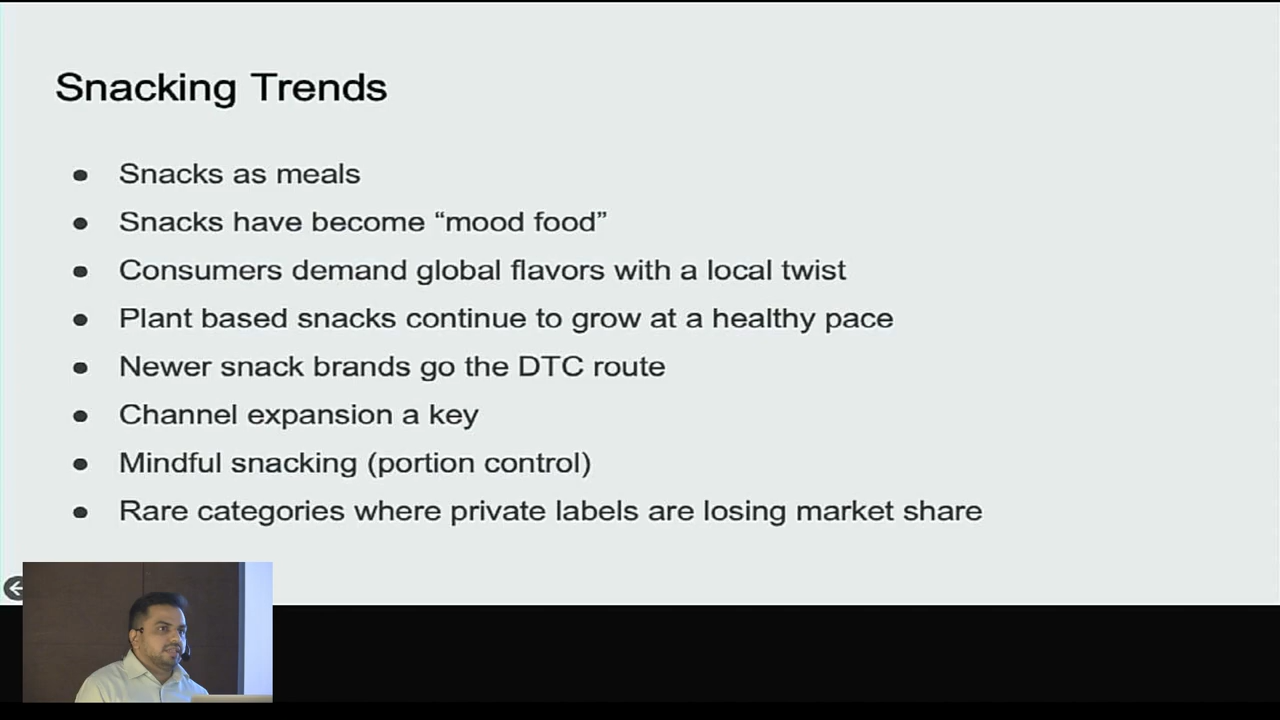 Snacking Trends
● Snacks as meals
● Snacks have become “mood food”
● Consumers demand global flavors with a local twist
● Plant based snacks continue to grow at a healthy pace
● Newer snack brands go the DTC route
● Channel expansion a key
● Mindful snacking (portion control)
● Rare categories where private labels are losing market share